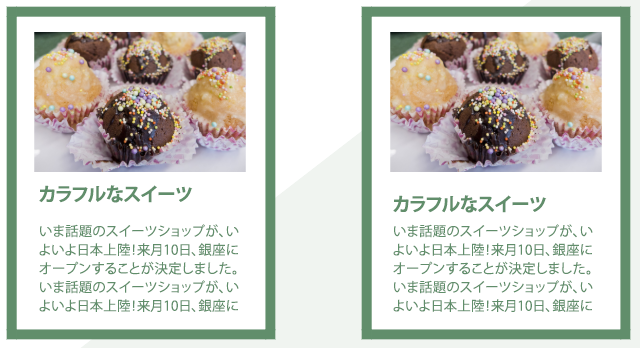 カラフルなスイーツ
いま話題のスイーツショップが、い
よいよ日本上陸！来月10日、銀座に
オープンすることが決定しました。
いま話題のスイーツショップが、い
よいよ日本上陸！来月10日、銀座に
カラフルなスイーツ
いま話題のスイーツショップが、い
よいよ日本上陸！来月10日、銀座に
オープンすることが決定しました。
いま話題のスイーツショップが、い
よいよ日本上陸！来月10日、銀座に